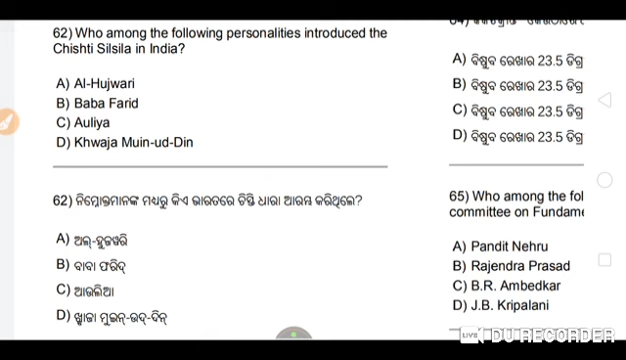 62) Who among the following personalities introduced the
Chishti Silsila in India?
A) Al-Hujwari
B) Baba Farid
C) Auliya
D) Khwaja Muin-ud-Din
62) ନିମ୍ନୋକ୍ତମାନଙ୍କ ମଧ୍ୟରୁ କିଏ ଭାରତରେ ଚିସ୍ତି ଧାରା ଆରମ୍ଭ କରିଥିଲେ?
A) ଅଲ୍-ହୁଜୱରି
B) ବାବା ଫରିଦ୍
C) ଆଉଲିଆ
D) ଖ୍ୱାଜା ମୁଇନ୍-ଉଦ୍-ଦିନ୍
A) ବିଷୁବ ରେଖାର 23.5 ଡିଗ୍ର
B) ବିଷୁବ ରେଖାର 23.5 ଡିଗ୍ର
C) ବିଷୁବ ରେଖାର 23.5 ଡିଗ୍ର
D) ବିଷୁବ ରେଖାର 23.5 ଡିଗ୍ର
65) Who among the fol
committee on Fundame
A) Pandit Nehru
B) Rajendra Prasad
C) B.R. Ambedkar
D) J.B. Kripalani
LIVE DU RECORDER